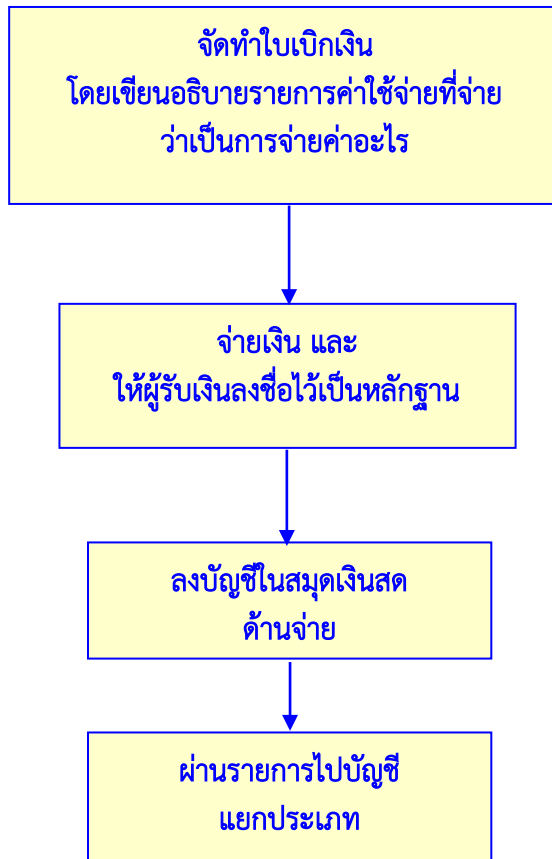 จัดทำใบเบิกเงิน
โดยเขียนอธิบายรายการค่าใช้จ่ายที่จ่าย
ว่าเป็นการจ่ายค่าอะไร
จ่ายเงิน และ
ให้ผู้รับเงินลงชื่อไว้เป็นหลักฐาน
ลงบัญชีในสมุดเงินสด
ด้านจ่าย
ผ่านรายการไปบัญชี
แยกประเภท